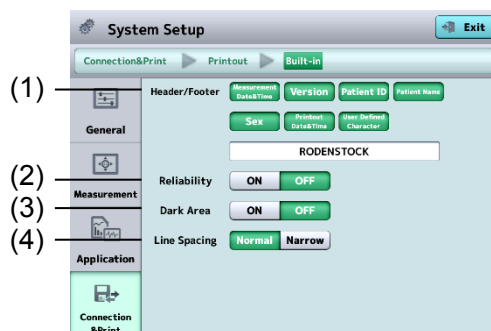 System Setup
Exit
Connection&Print
Printout
Built-in
(1)
Header/Footer
Measurement Date&Time
Version
Patient ID
Patient Name
Sex
Printout Date&Time
User Defined Character
RODENSTOCK
General
(2)
Reliability
ON
OFF
Measurement
(3)
Dark Area
ON
OFF
(4)
Line Spacing
Normal
Narrow
Application
Connection
&Print